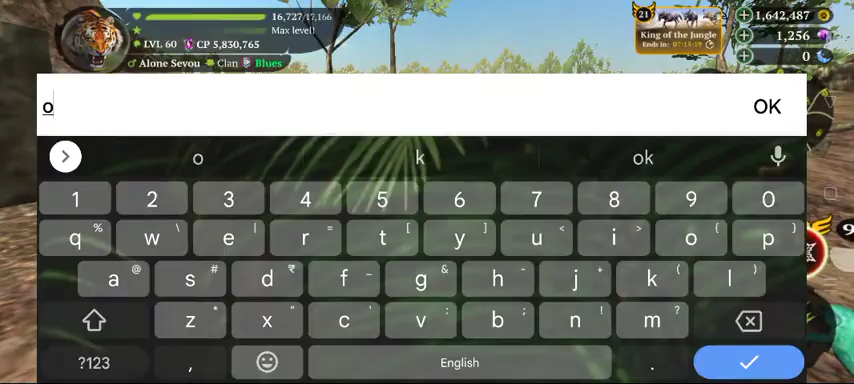 16,727/17,166
Max level!
LVL 60 CP 5,830,765
Alone Sevou Clan Blues
21
King of the Jungle
Ends in: 07:15:19
1,642,487
1,256
0
o
OK
o k ok
1 2 3 4 5 6 7 8 9 0
q % w \ e | r = t [ y ] u < i > o { p }
a @ s # d ₹ f _ g & h - j + k ( l )
z * x " c ' v : b ; n ! m ?
?123 , English .
9